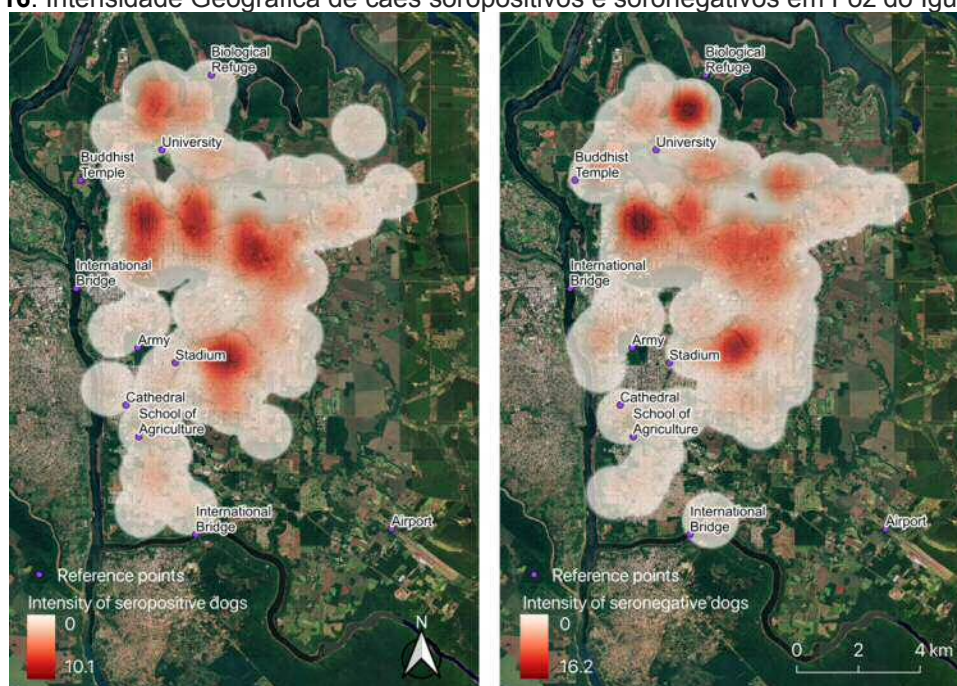 16: Intensidade Geográfica de cães soropositivos e soronegativos em Foz do Igu
Biological
Refuge
University
Buddhist
Temple
International
Bridge
Army
Stadium
Cathedral
School of
Agriculture
International
Bridge
Airport
Reference points
Intensity of seropositive dogs
0
10.1
N
Biological
Refuge
University
Buddhist
Temple
International
Bridge
Army
Stadium
Cathedral
School of
Agriculture
International
Bridge
Airport
Reference points
Intensity of seronegative dogs
0
16.2
0 2 4 km